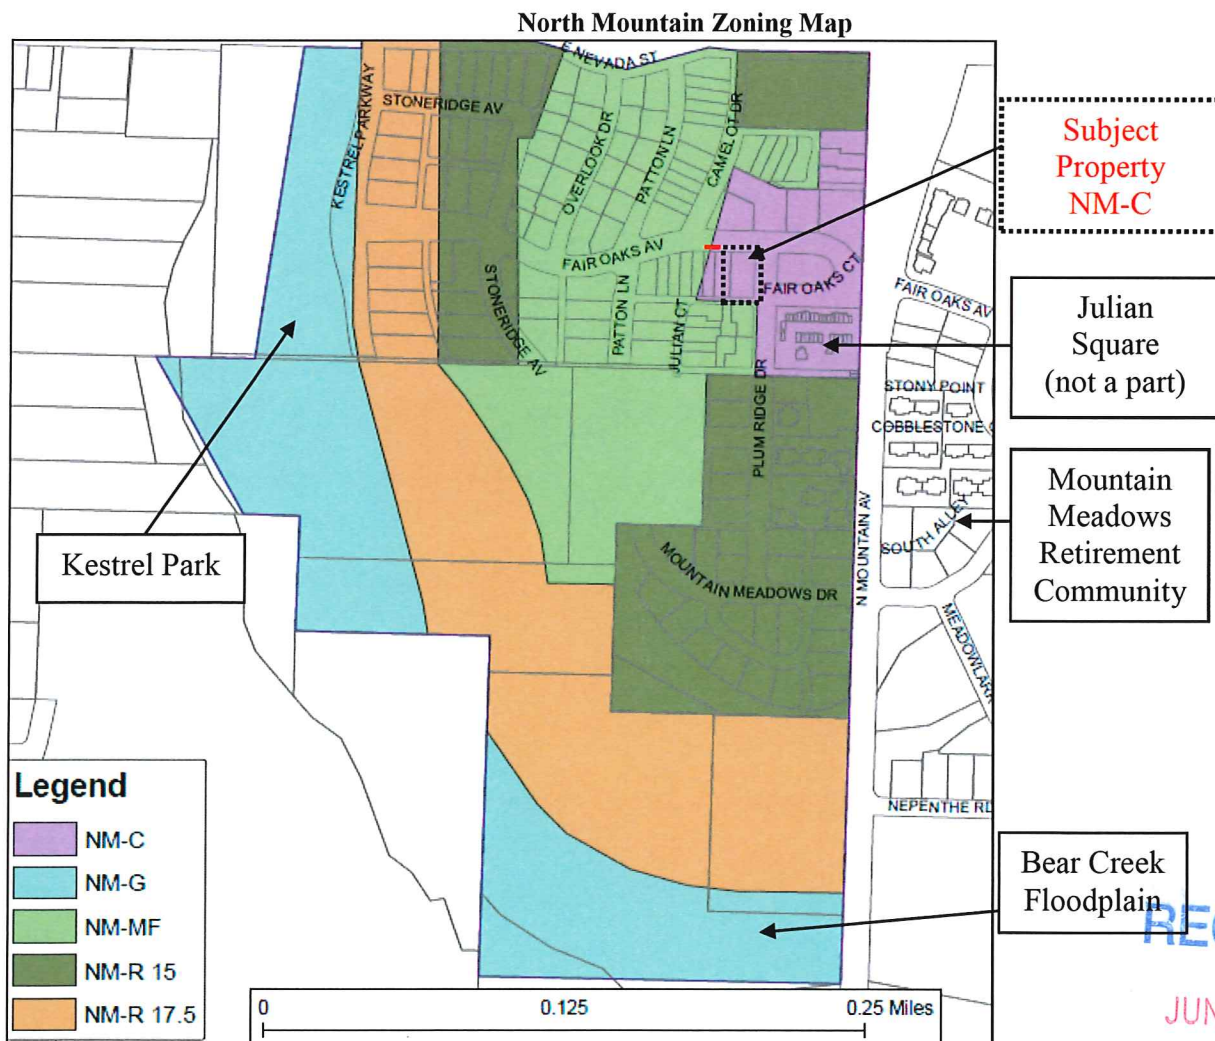 North Mountain Zoning Map
E NEVADA ST
KESTREL PARKWAY
STONERIDGE AV
OVERLOOK DR
PATTON LN
CAMELOT DR
Subject
Property
NM-C
FAIR OAKS AV
FAIR OAKS CT
FAIR OAKS AV
STONERIDGE AV
PATTON LN
JULIAN CT
PLUM RIDGE DR
Julian
Square
(not a part)
STONY POINT
COBBLESTONE
N MOUNTAIN AV
SOUTH ALLEY
Mountain
Meadows
Retirement
Community
Kestrel Park
MOUNTAIN MEADOWS DR
MEADOWLARK
NEPENTHE RD
Legend
NM-C
NM-G
NM-MF
NM-R 15
NM-R 17.5
Bear Creek
Floodplain
REC
JUN
0 0.125 0.25 Miles